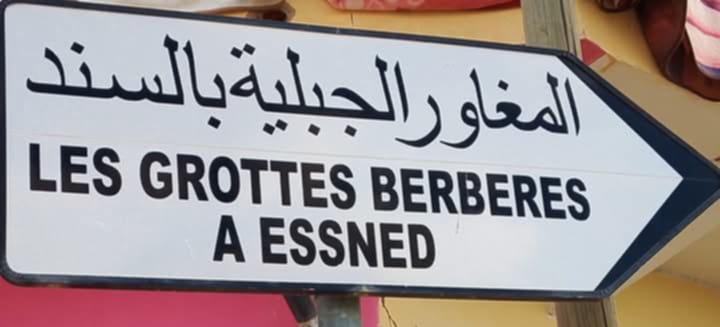 المغاور الجبلية بالسند
LES GROTTES BERBERES
A ESSNED